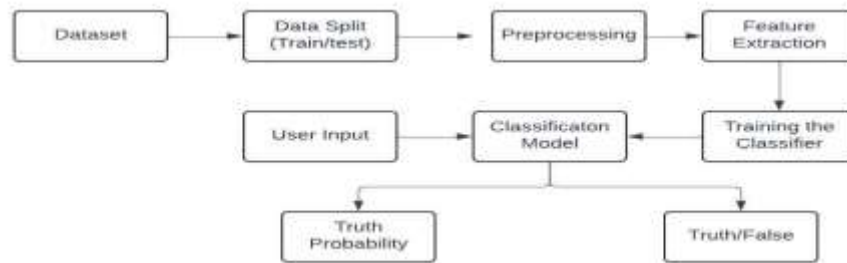 Dataset
Data Split
(Train/test)
Preprocessing
Feature
Extraction
User Input
Classificaton
Model
Training the
Classifier
Truth
Probability
Truth/False